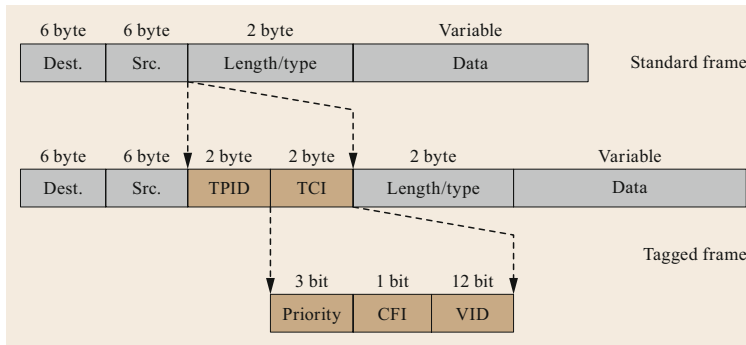 6 byte 6 byte 2 byte Variable
Dest. Src. Length/type Data Standard frame
6 byte 6 byte 2 byte 2 byte 2 byte Variable
Dest. Src. TPID TCI Length/type Data
Tagged frame
3 bit 1 bit 12 bit
Priority CFI VID